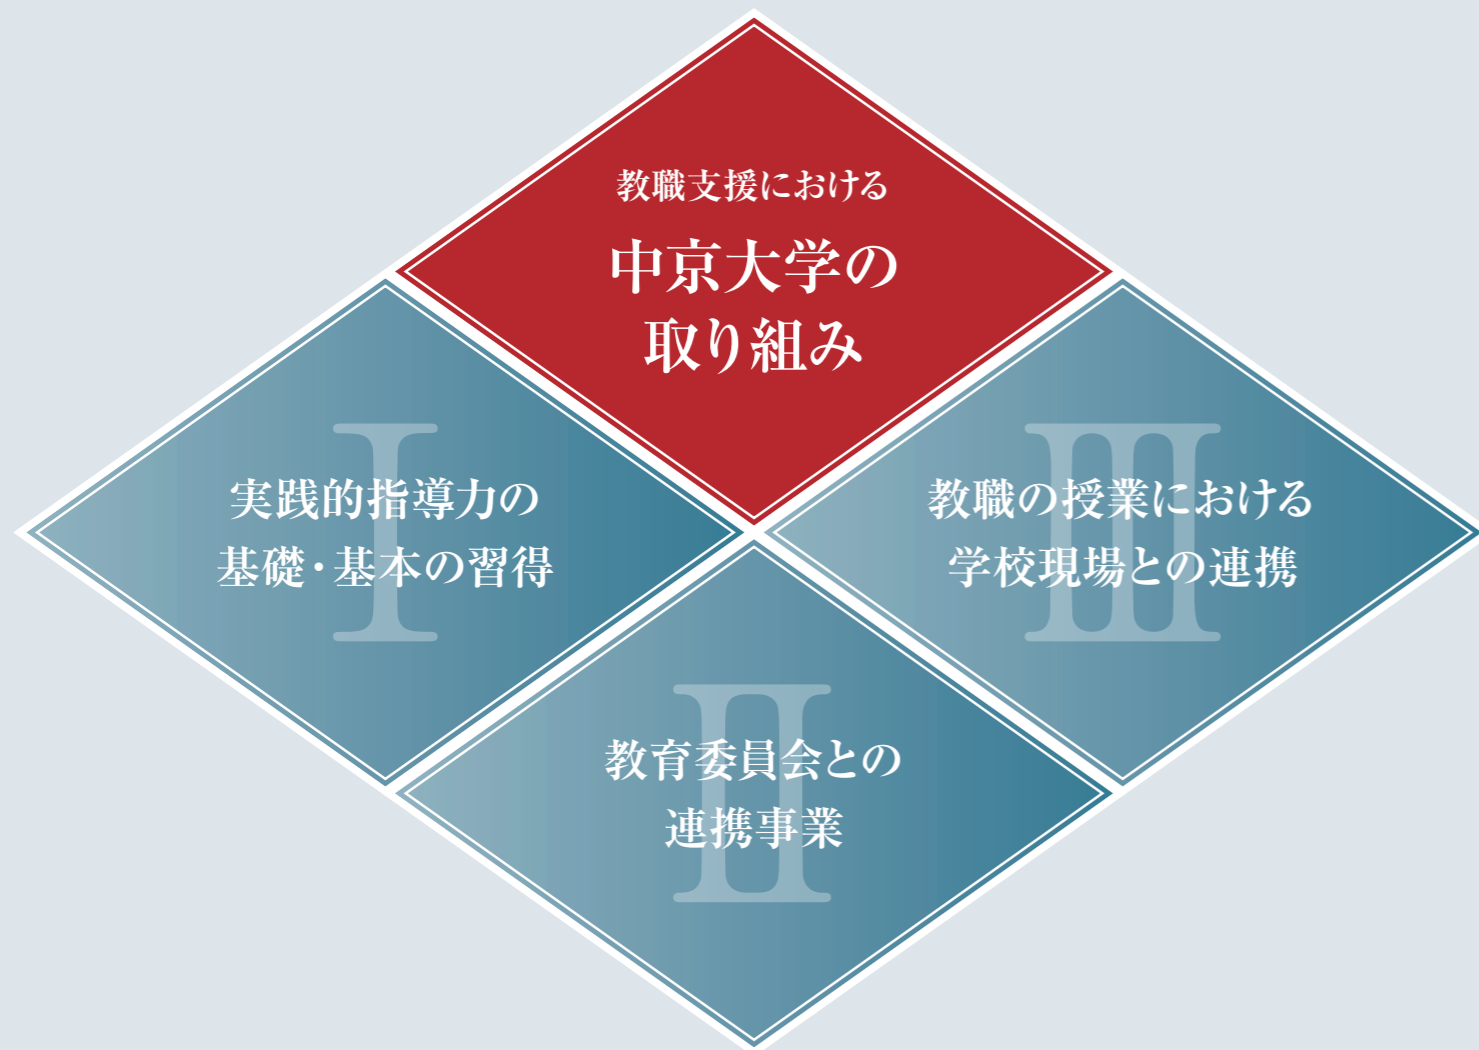 教職支援における
中京大学の
取り組み
I
実践的指導力の
基礎・基本の習得
II
教育委員会との
連携事業
III
教職の授業における
学校現場との連携